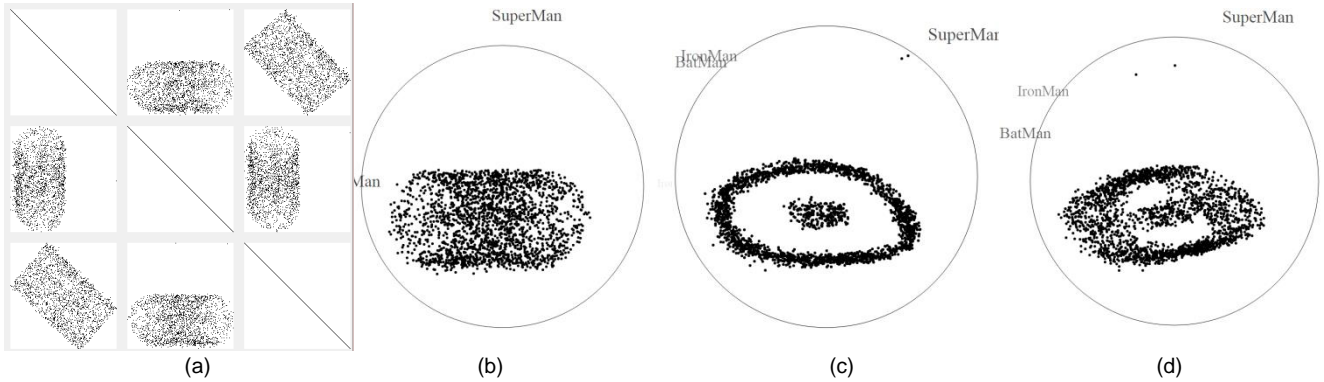 SuperMan
Man
(a)
(b)
SuperMan
IronMan
BatMan
(c)
SuperMan
IronMan
BatMan
(d)